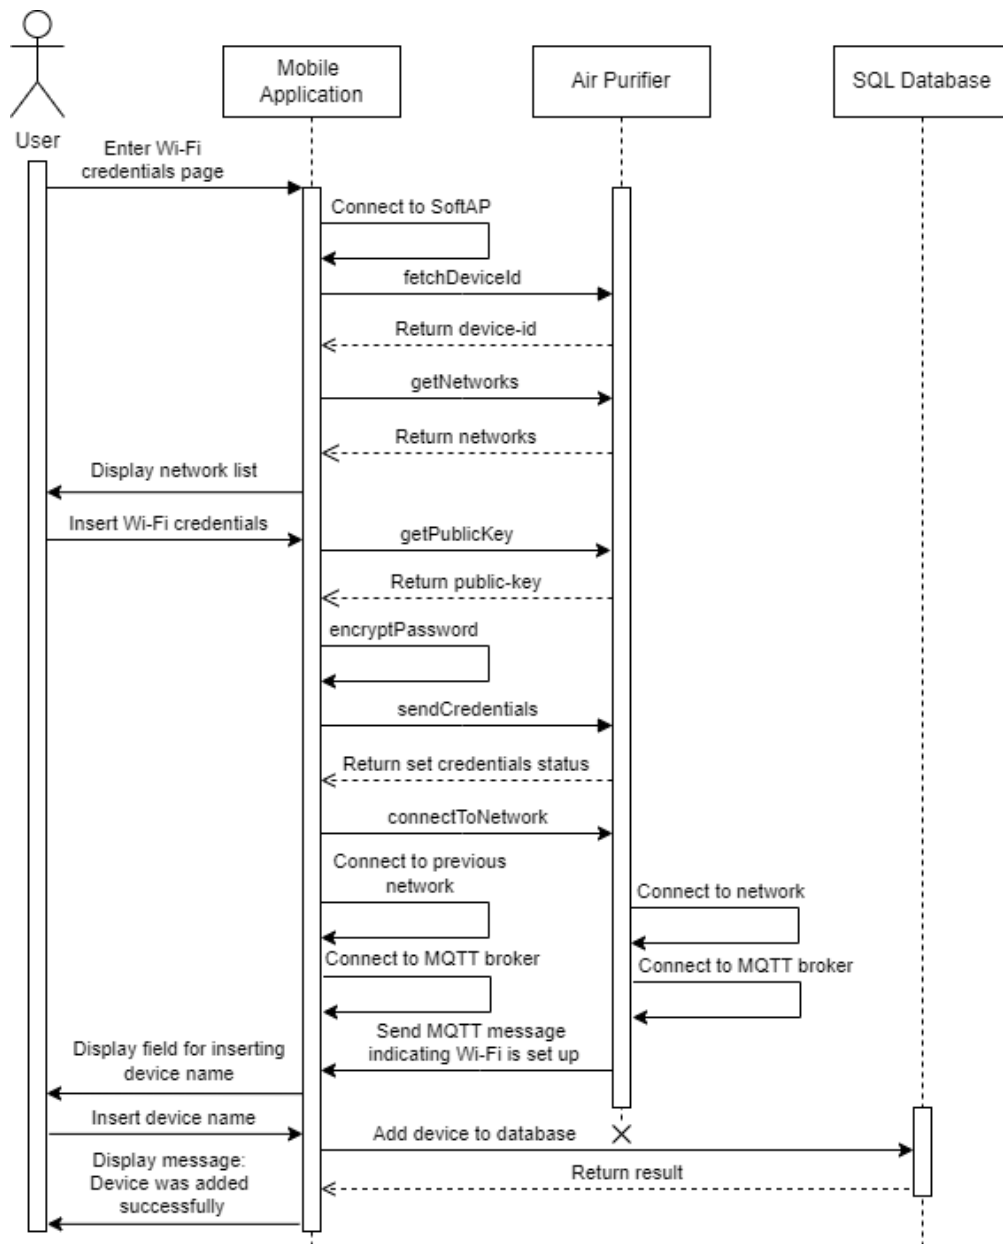 Mobile
Application
Air Purifier
SQL Database
User
Enter Wi-Fi
credentials page
Connect to SoftAP
fetchDeviceId
Return device-id
getNetworks
Return networks
Display network list
Insert Wi-Fi credentials
getPublicKey
Return public-key
encryptPassword
sendCredentials
Return set credentials status
connectToNetwork
Connect to previous
network
Connect to network
Connect to MQTT broker
Connect to MQTT broker
Send MQTT message
indicating Wi-Fi is set up
Display field for inserting
device name
Insert device name
Add device to database
Display message:
Device was added
successfully
Return result